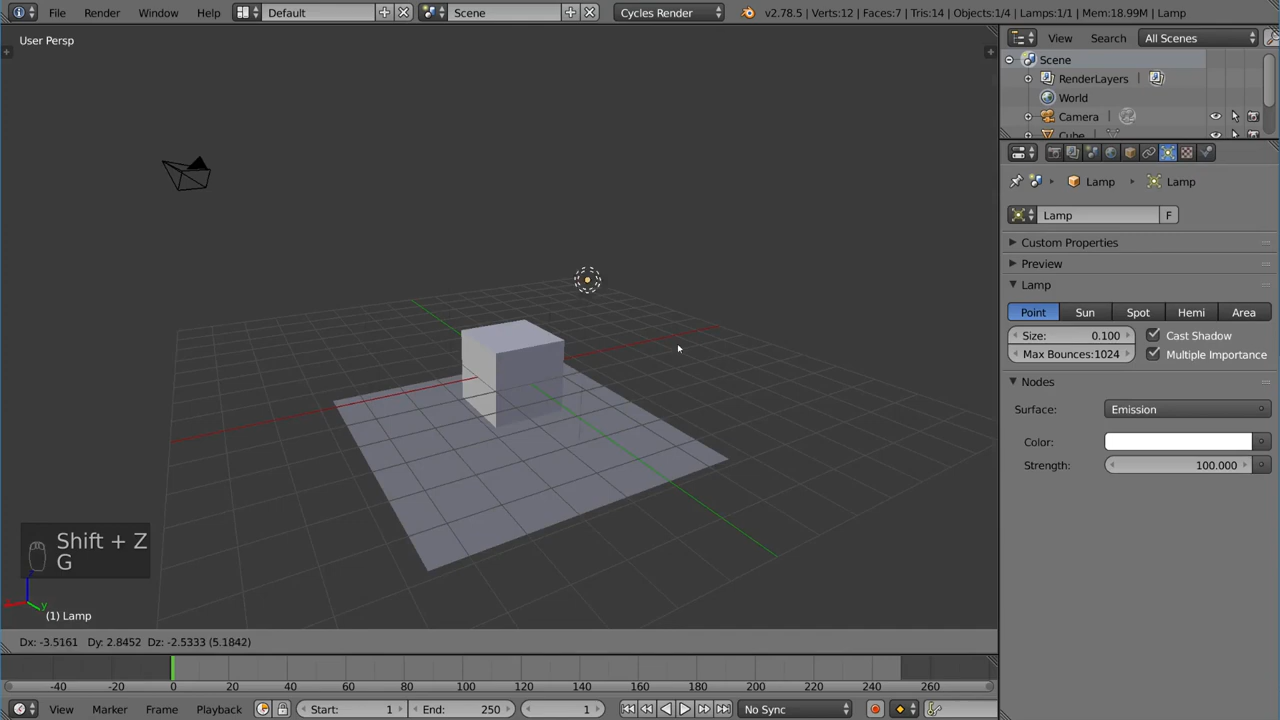 File Render Window Help Default Scene Cycles Render v2.78.5 | Verts:12 | Faces:7 | Tris:14 | Objects:1/4 | Lamps:1/1 | Mem:18.99M | Lamp
User Persp
View Search All Scenes
Scene
RenderLayers
World
Camera
Cube
Lamp Lamp
Lamp F
Custom Properties
Preview
Lamp
Point Sun Spot Hemi Area
Size: 0.100 Cast Shadow
Max Bounces:1024 Multiple Importance
Nodes
Surface: Emission
Color:
Strength: 100.000
Shift + Z
G
(1) Lamp
Dx: -3.5161 Dy: 2.8452 Dz: -2.5333 (5.1842)
-40 -20 0 20 40 60 80 100 120 140 160 180 200 220 240 260
View Marker Frame Playback Start: 1 End: 250 1 No Sync